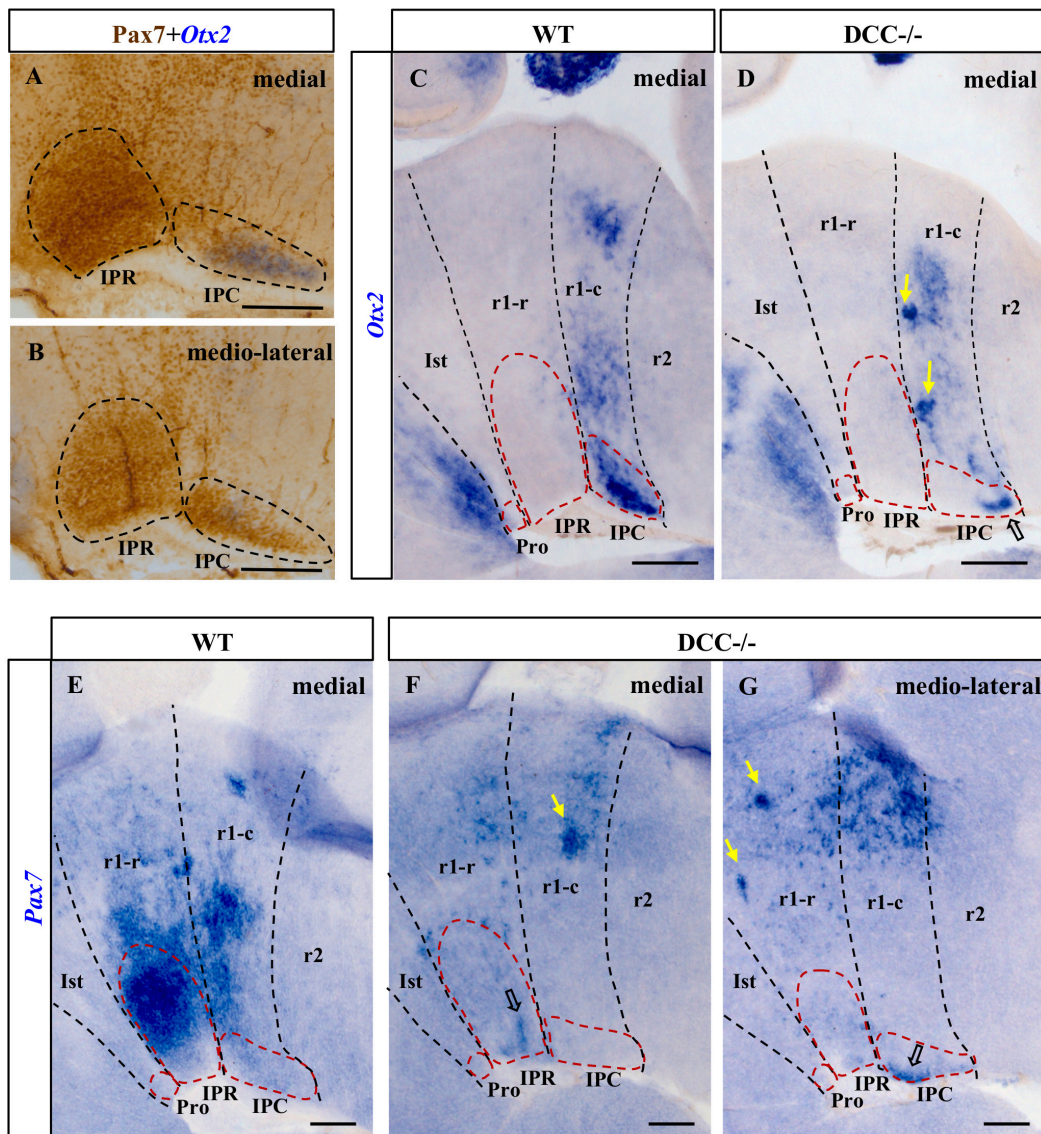 Pax7+Otx2
A
medial
IPR
IPC
B
medio-lateral
IPR
IPC
WT
DCC-/-
Otx2
C
medial
r1-r
r1-c
Ist
r2
IPR
Pro
IPC
D
medial
r1-r
r1-c
Ist
r2
Pro
IPR
IPC
WT
DCC-/-
Pax7
E
medial
r1-c
r1-r
r2
Ist
IPR
Pro
IPC
F
medial
r1-r
r1-c
r2
Ist
Pro
IPR
IPC
G
medio-lateral
r1-r
r1-c
r2
Ist
IPR
Pro
IPC